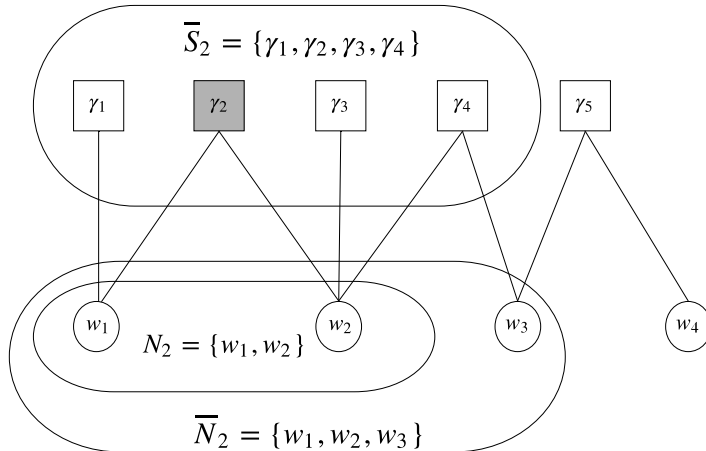 S̅₂ = {γ₁, γ₂, γ₃, γ₄}
γ₁ γ₂ γ₃ γ₄ γ₅
w₁ w₂ w₃ w₄
N₂ = {w₁, w₂}
N̅₂ = {w₁, w₂, w₃}